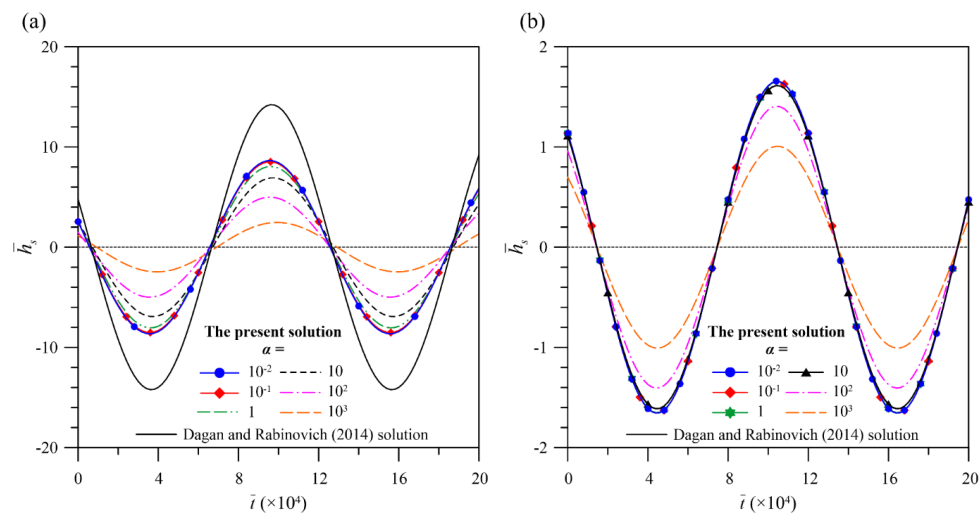 (a)
20
10
0
-10
-20
h̄s
The present solution
α =
10⁻² 10
10⁻¹ 10²
1 10³
Dagan and Rabinovich (2014) solution
0 4 8 12 16 20
t̄ (×10⁴)
(b)
2
1
0
-1
-2
h̄s
The present solution
α =
10⁻² 10
10⁻¹ 10²
1 10³
Dagan and Rabinovich (2014) solution
0 4 8 12 16 20
t̄ (×10⁴)